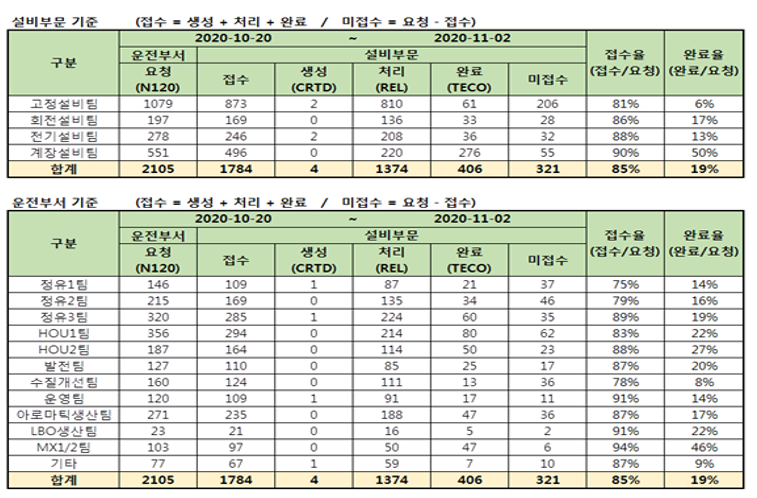 설비부문 기준 (접수 = 생성 + 처리 + 완료 / 미접수 = 요청 - 접수)
구분 2020-10-20 ~ 2020-11-02 접수율 (접수/요청) 완료율 (완료/요청)
운전부서 설비부문
요청 (N120) 접수 생성 (CRTD) 처리 (REL) 완료 (TECO) 미접수
고정설비팀 1079 873 2 810 61 206 81% 6%
회전설비팀 197 169 0 136 33 28 86% 17%
전기설비팀 278 246 2 208 36 32 88% 13%
계장설비팀 551 496 0 220 276 55 90% 50%
합계 2105 1784 4 1374 406 321 85% 19%
운전부서 기준 (접수 = 생성 + 처리 + 완료 / 미접수 = 요청 - 접수)
구분 2020-10-20 ~ 2020-11-02 접수율 (접수/요청) 완료율 (완료/요청)
운전부서 설비부문
요청 (N120) 접수 생성 (CRTD) 처리 (REL) 완료 (TECO) 미접수
정유1팀 146 109 1 87 21 37 75% 14%
정유2팀 215 169 0 135 34 46 79% 16%
정유3팀 320 285 1 224 60 35 89% 19%
HOU1팀 356 294 0 214 80 62 83% 22%
HOU2팀 187 164 0 114 50 23 88% 27%
발전팀 127 110 0 85 25 17 87% 20%
수질개선팀 160 124 0 111 13 36 78% 8%
운영팀 120 109 1 91 17 11 91% 14%
아로마틱생산팀 271 235 0 188 47 36 87% 17%
LBO생산팀 23 21 0 16 5 2 91% 22%
MX1/2팀 103 97 0 50 47 6 94% 46%
기타 77 67 1 59 7 10 87% 9%
합계 2105 1784 4 1374 406 321 85% 19%